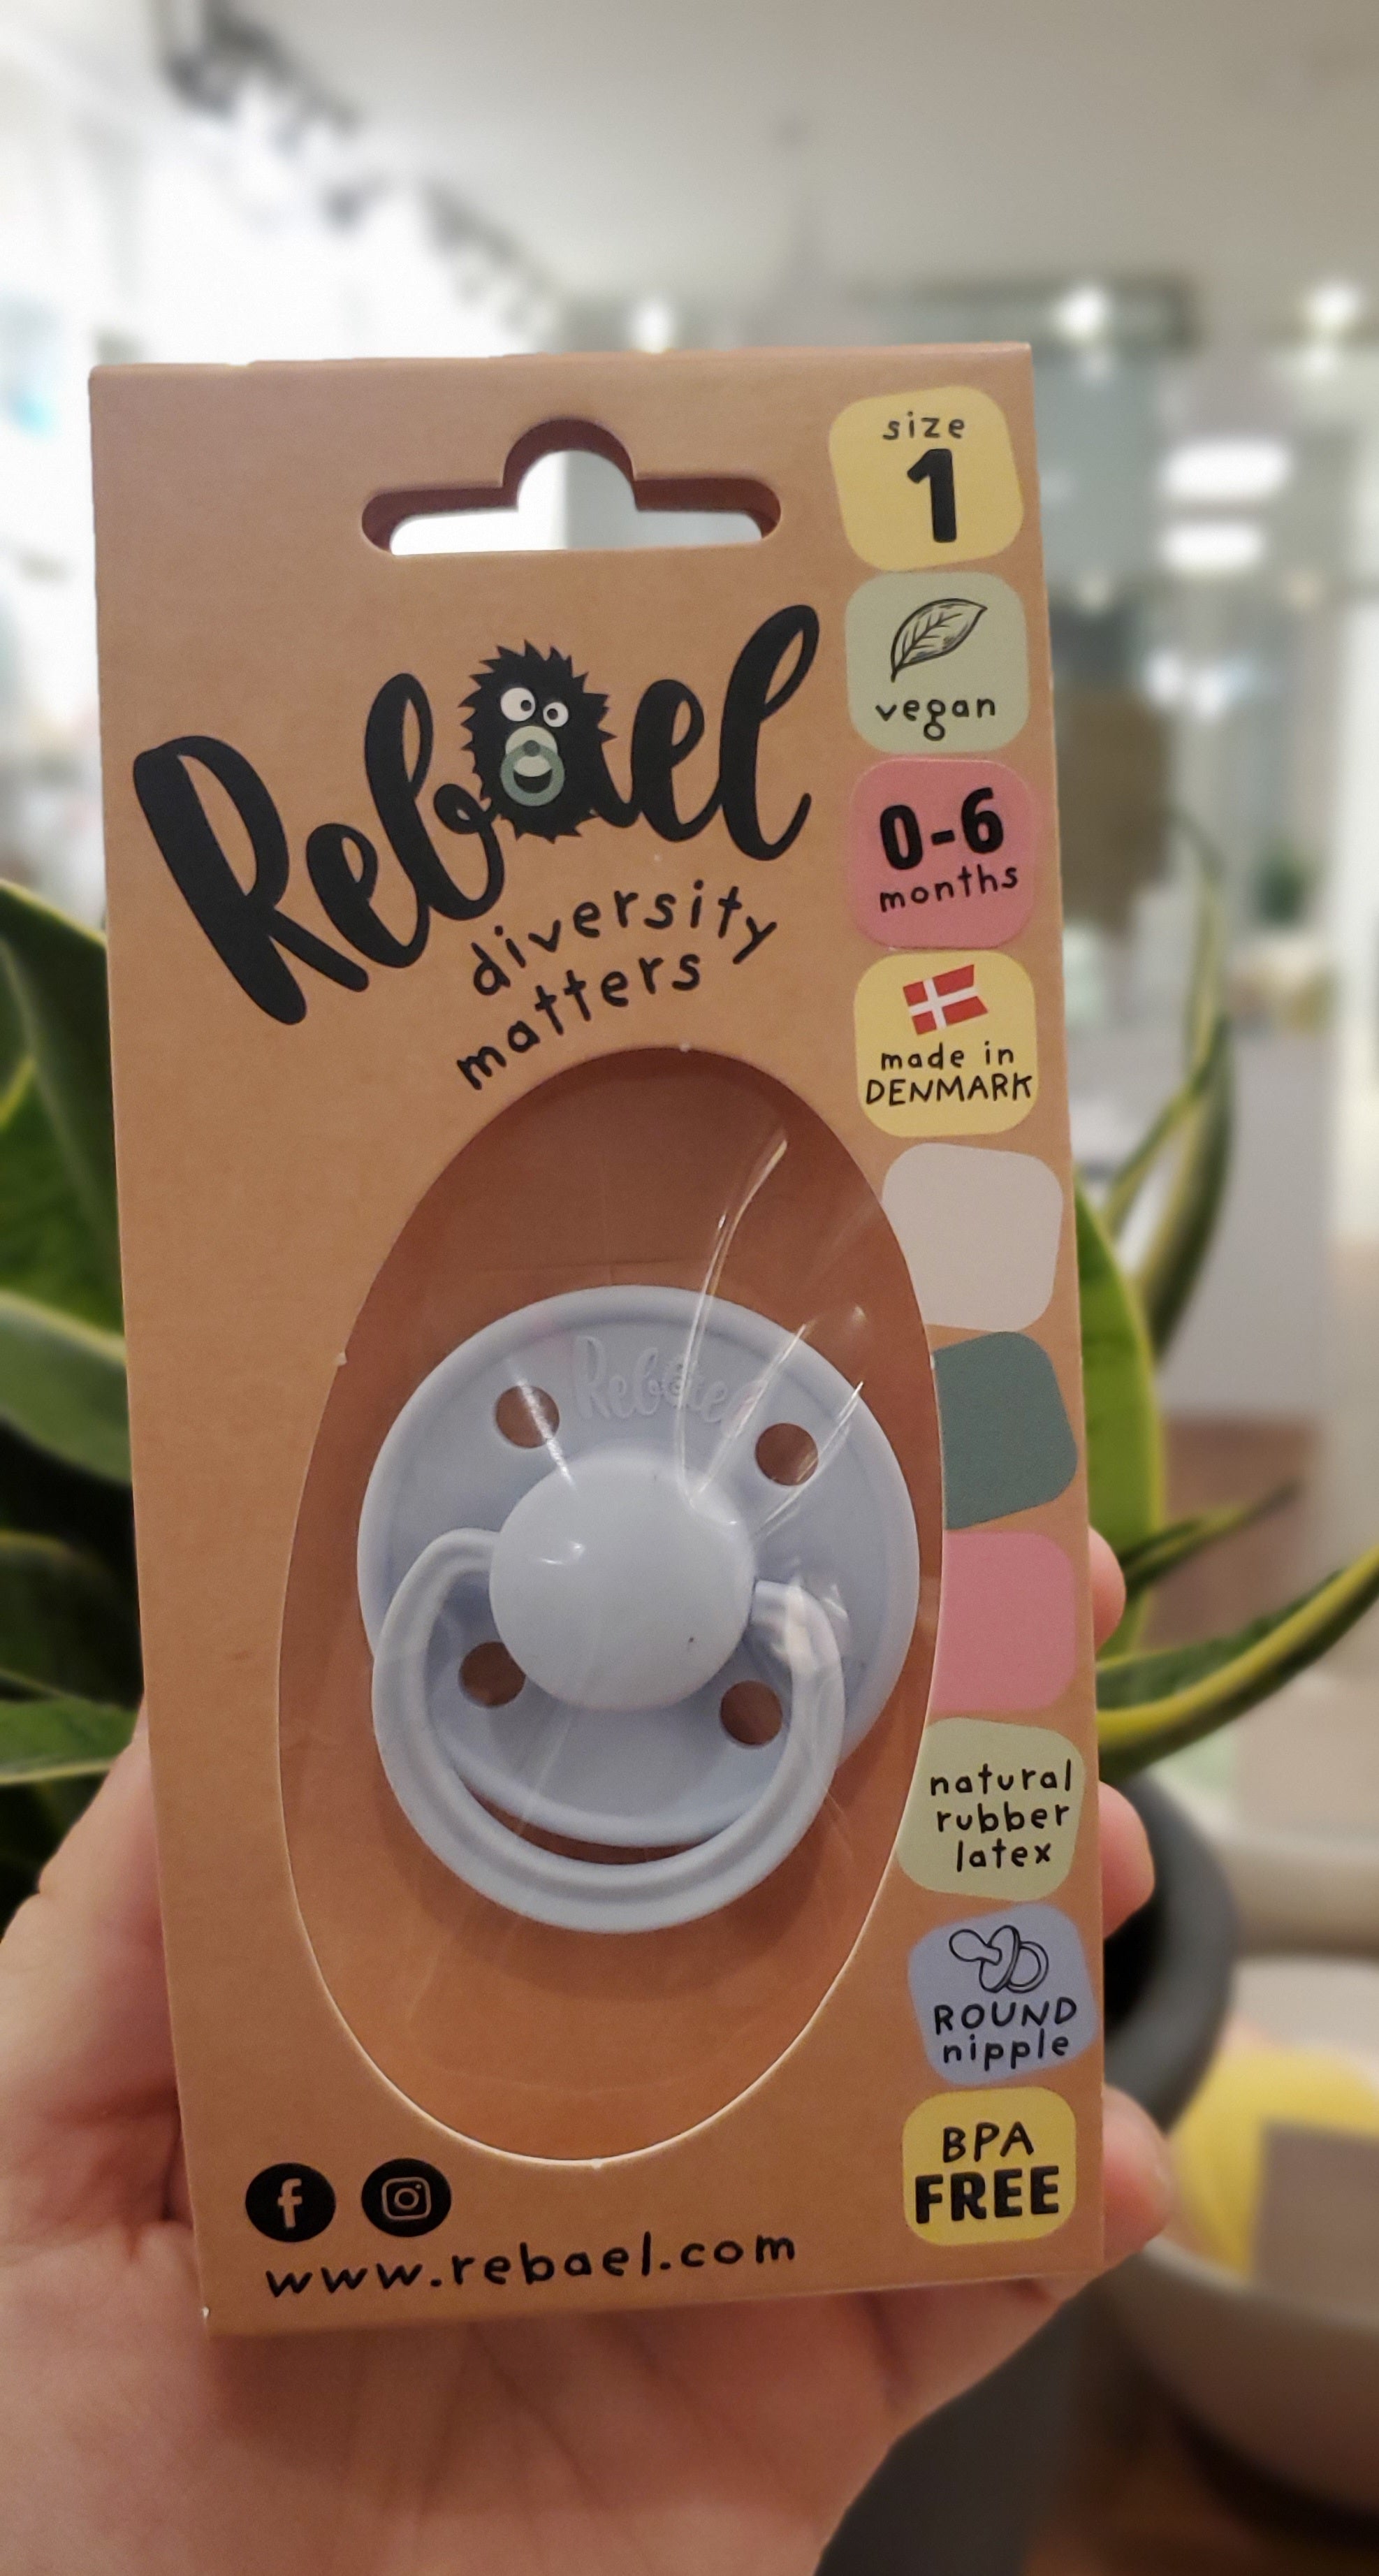 size
1
vegan
Rebael
diversity
matters
0-6
months
made in
DENMARK
Rebael
natural
rubber
latex
ROUND
nipple
BPA
FREE
www.rebael.com